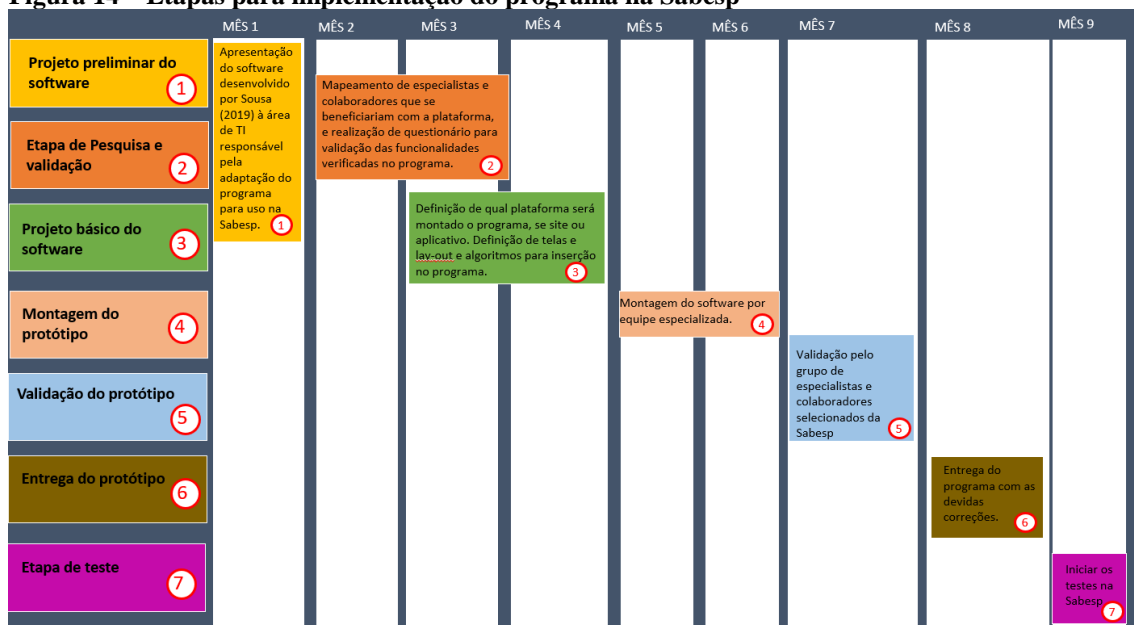 Figura 14 – Etapas para implementação do programa na Sabesp
MÊS 1
MÊS 2
MÊS 3
MÊS 4
MÊS 5
MÊS 6
MÊS 7
MÊS 8
MÊS 9
Projeto preliminar do
software
1
Apresentação
do software
desenvolvido
por Sousa
(2019) à área
de TI
responsável
pela
adaptação do
programa
para uso na
Sabesp.
1
Etapa de Pesquisa e
validação
2
Mapeamento de especialistas e
colaboradores que se
beneficiariam com a plataforma,
e realização de questionário para
validação das funcionalidades
verificadas no programa.
2
Projeto básico do
software
3
Definição de qual plataforma será
montado o programa, se site ou
aplicativo. Definição de telas e
lay-out e algoritmos para inserção
no programa.
3
Montagem do
protótipo
4
Montagem do software por
equipe especializada.
4
Validação do protótipo
5
Validação pelo
grupo de
especialistas e
colaboradores
selecionados da
Sabesp
5
Entrega do protótipo
6
Entrega do
programa com as
devidas
correções.
6
Etapa de teste
7
Iniciar os
testes na
Sabesp
7